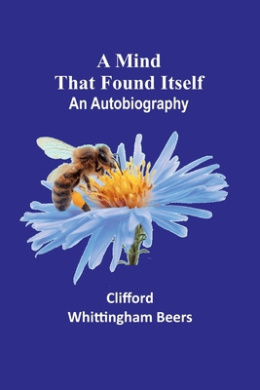 A Mind
That Found Itself
An Autobiography
Clifford
Whittingham Beers